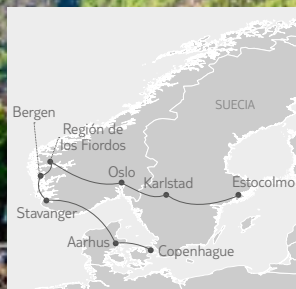 SUECIA
Bergen
Región de
los Fiordos
Oslo
Karlstad
Estocolmo
Stavanger
Aarhus
Copenhague